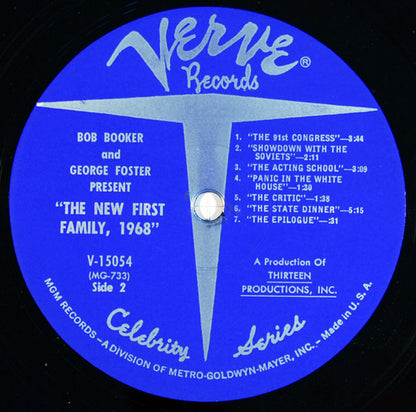 VERVE®
Records
BOB BOOKER
and
GEORGE FOSTER
PRESENT
"THE NEW FIRST
FAMILY, 1968"
V-15054
(MG-733)
Side 2
1. "THE 91st CONGRESS"—3:44
2. "SHOWDOWN WITH THE
SOVIETS"—2:11
3. "THE ACTING SCHOOL"—3:09
4. "PANIC IN THE WHITE
HOUSE"—1:30
5. "THE CRITIC"—1:38
6. "THE STATE DINNER"—5:15
7. "THE EPILOGUE"—:31
A Production Of
THIRTEEN
PRODUCTIONS, INC.
Celebrity Series
MGM RECORDS—A DIVISION OF METRO-GOLDWYN-MAYER, INC.—Made in U.S.A.